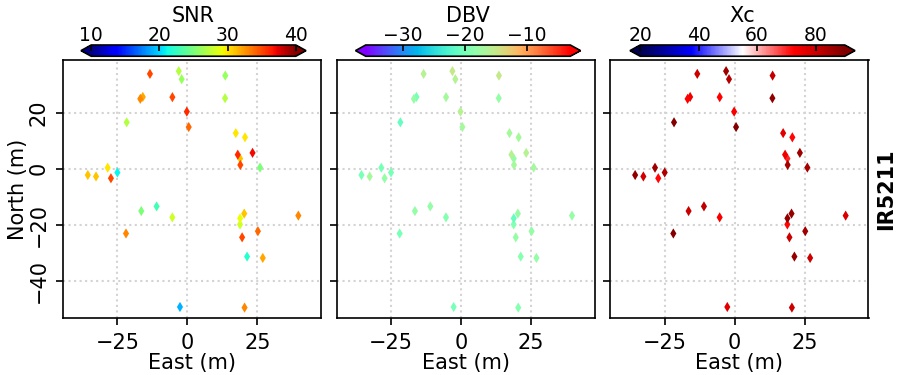 SNR DBV Xc
10 20 30 40 −30 −20 −10 20 40 60 80
20
0
−20
−40
North (m)
−25 0 25 −25 0 25 −25 0 25
East (m) East (m) East (m)
IR5211